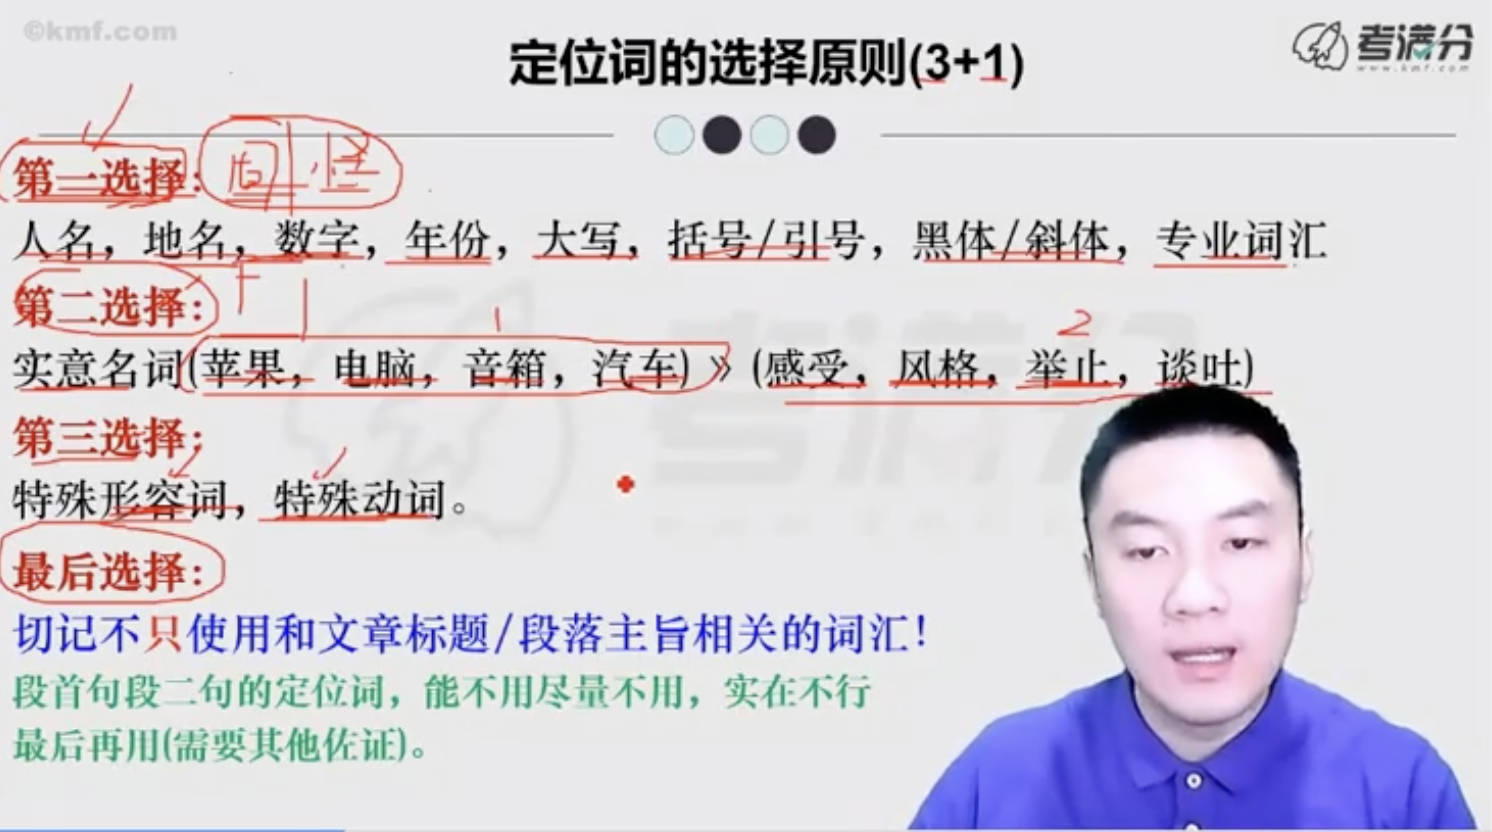 ©kmf.com
定位词的选择原则(3+1)
考满分
www.kmf.com
第一选择：
人名，地名，数字，年份，大写，括号/引号，黑体/斜体，专业词汇
第二选择：
1
2
实意名词(苹果，电脑，音箱，汽车) 》 (感受，风格，举止，谈吐)
第三选择：
特殊形容词，特殊动词。
最后选择：
切记不只使用和文章标题/段落主旨相关的词汇！
段首句段二句的定位词，能不用尽量不用，实在不行
最后再用(需要其他佐证)。